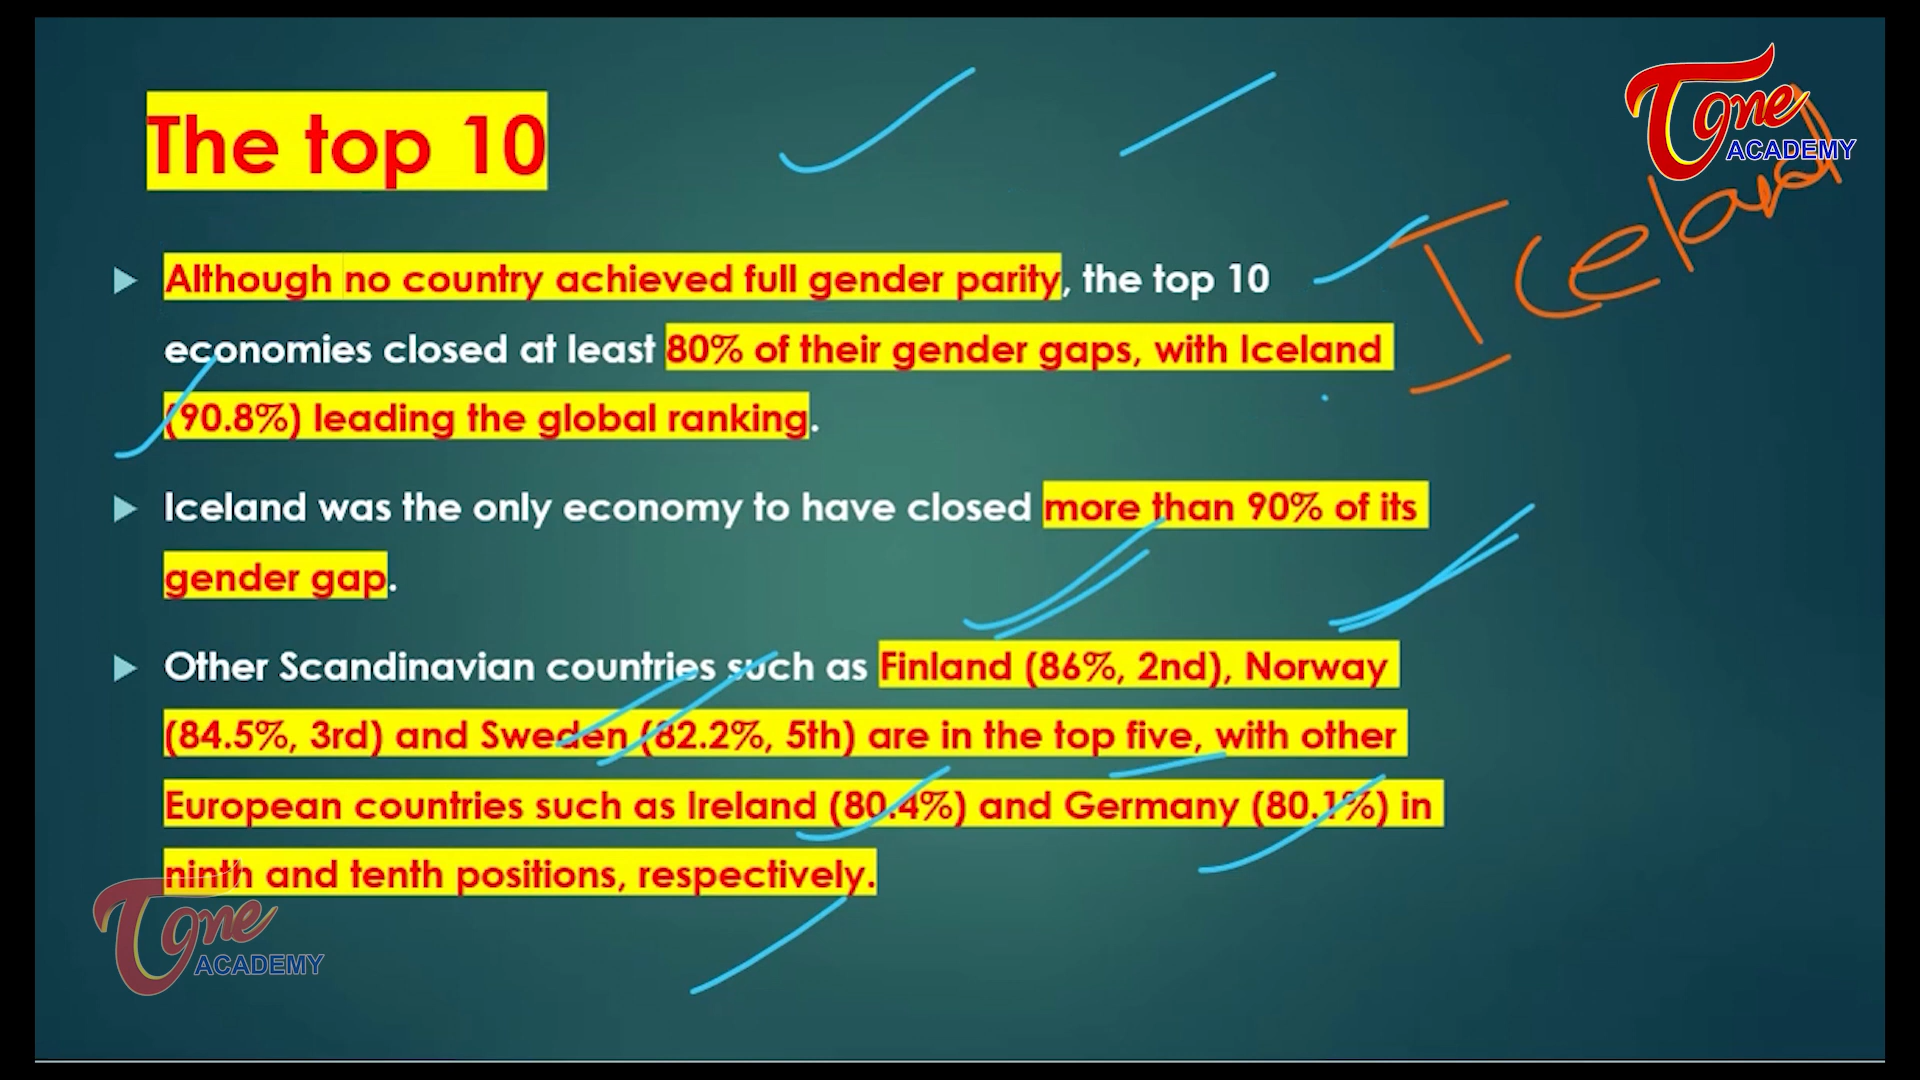 Tone
ACADEMY
Iceland
The top 10
Although no country achieved full gender parity, the top 10
economies closed at least 80% of their gender gaps, with Iceland
(90.8%) leading the global ranking.
Iceland was the only economy to have closed more than 90% of its
gender gap.
Other Scandinavian countries such as Finland (86%, 2nd), Norway
(84.5%, 3rd) and Sweden (82.2%, 5th) are in the top five, with other
European countries such as Ireland (80.4%) and Germany (80.1%) in
ninth and tenth positions, respectively.
Tone
ACADEMY